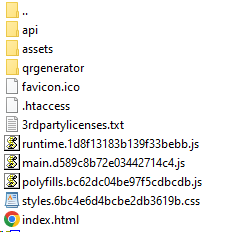 ..
api
assets
qrgenerator
favicon.ico
.htaccess
3rdpartylicenses.txt
runtime.1d8f13183b139f33bebb.js
main.d589c8b72e03442714c4.js
polyfills.bc62dc04be97f5cdbcdb.js
styles.6bc4e6d4bcbe2db3619b.css
index.html